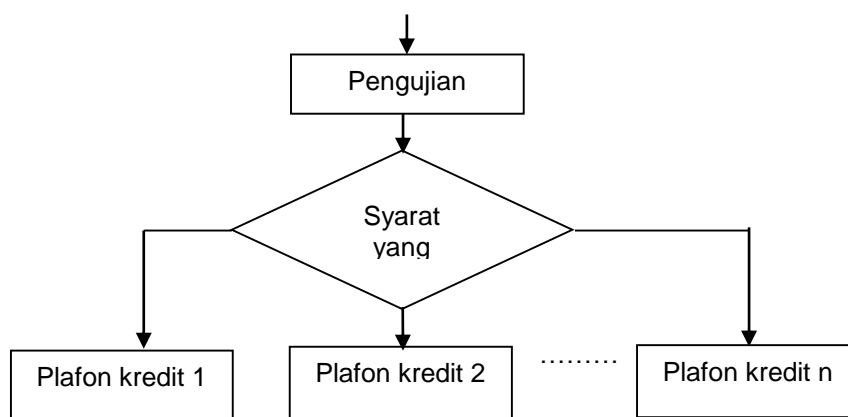 Pengujian
Syarat
yang
Plafon kredit 1
Plafon kredit 2
.........
Plafon kredit n